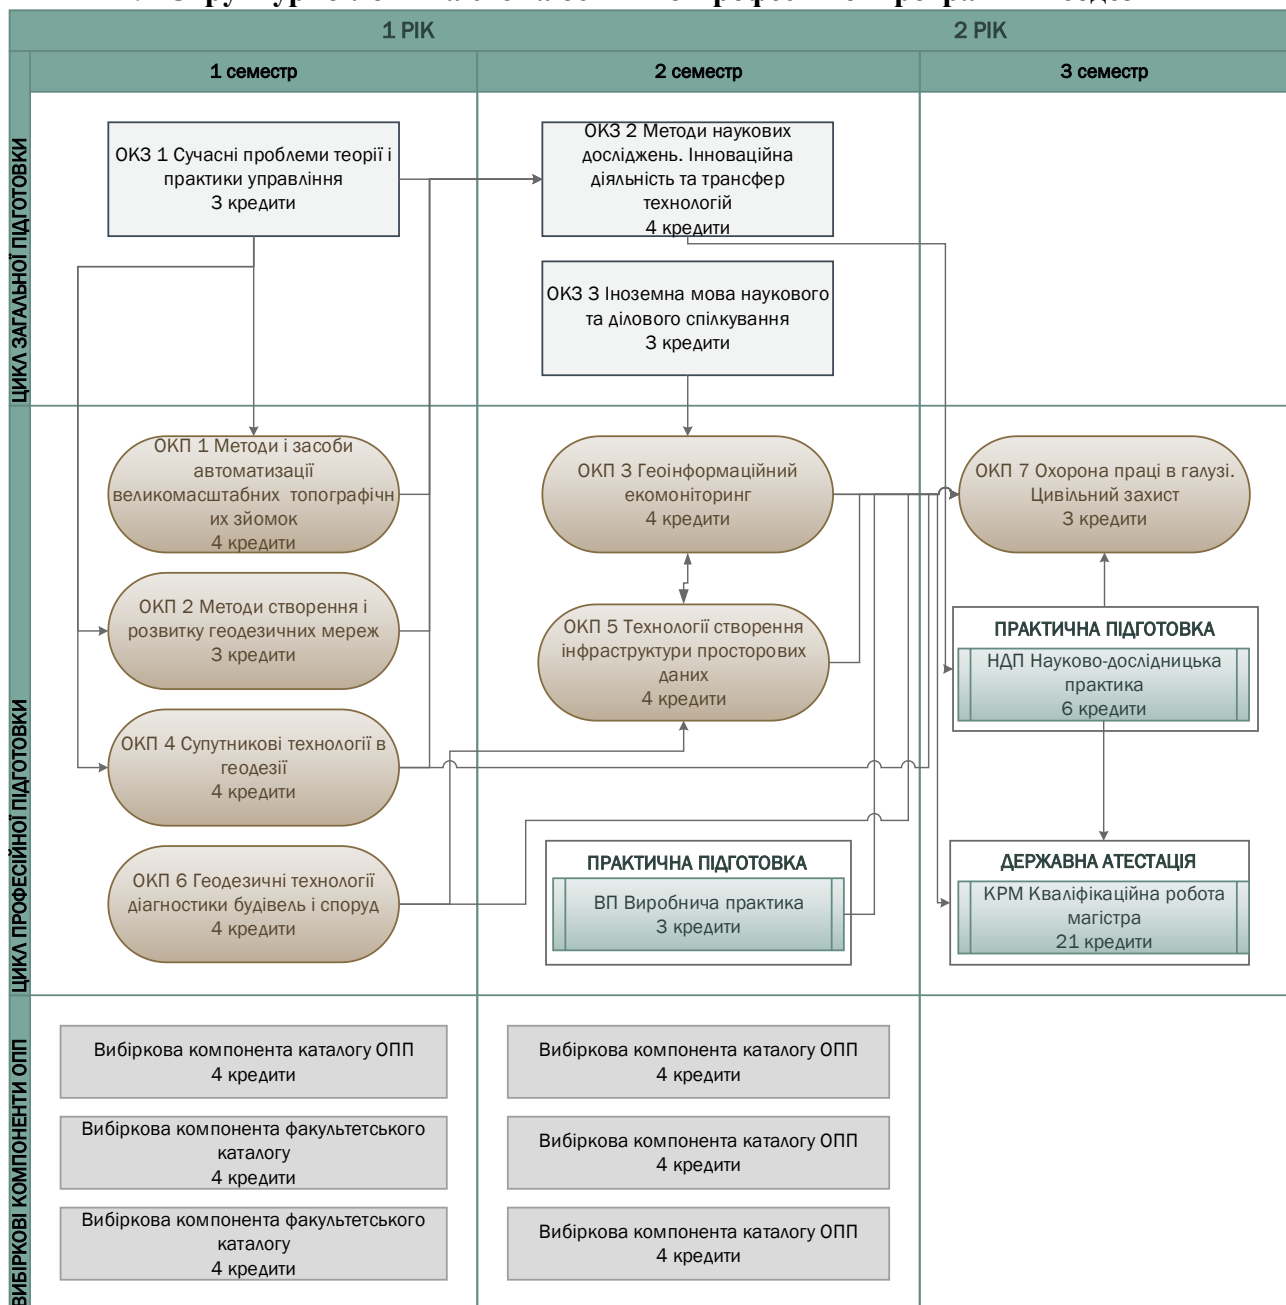 1 РІК
2 РІК
1 семестр
2 семестр
3 семестр
ЦИКЛ ЗАГАЛЬНОЇ ПІДГОТОВКИ
ОКЗ 1 Сучасні проблеми теорії і
практики управління
3 кредити
ОКЗ 2 Методи наукових
досліджень. Інноваційна
діяльність та трансфер
технологій
4 кредити
ОКЗ 3 Іноземна мова наукового
та ділового спілкування
3 кредити
ЦИКЛ ПРОФЕСІЙНОЇ ПІДГОТОВКИ
ОКП 1 Методи і засоби
автоматизації
великомасштабних топографічн
их зйомок
4 кредити
ОКП 2 Методи створення і
розвитку геодезичних мереж
3 кредити
ОКП 4 Супутникові технології в
геодезії
4 кредити
ОКП 6 Геодезичні технології
діагностики будівель і споруд
4 кредити
ОКП 3 Геоінформаційний
екомоніторинг
4 кредити
ОКП 5 Технології створення
інфраструктури просторових
даних
4 кредити
ПРАКТИЧНА ПІДГОТОВКА
ВП Виробнича практика
3 кредити
ОКП 7 Охорона праці в галузі.
Цивільний захист
3 кредити
ПРАКТИЧНА ПІДГОТОВКА
НДП Науково-дослідницька
практика
6 кредити
ДЕРЖАВНА АТЕСТАЦІЯ
КРМ Кваліфікаційна робота
магістра
21 кредити
ВИБІРКОВІ КОМПОНЕНТИ ОПП
Вибіркова компонента каталогу ОПП
4 кредити
Вибіркова компонента факультетського
каталогу
4 кредити
Вибіркова компонента факультетського
каталогу
4 кредити
Вибіркова компонента каталогу ОПП
4 кредити
Вибіркова компонента каталогу ОПП
4 кредити
Вибіркова компонента каталогу ОПП
4 кредити